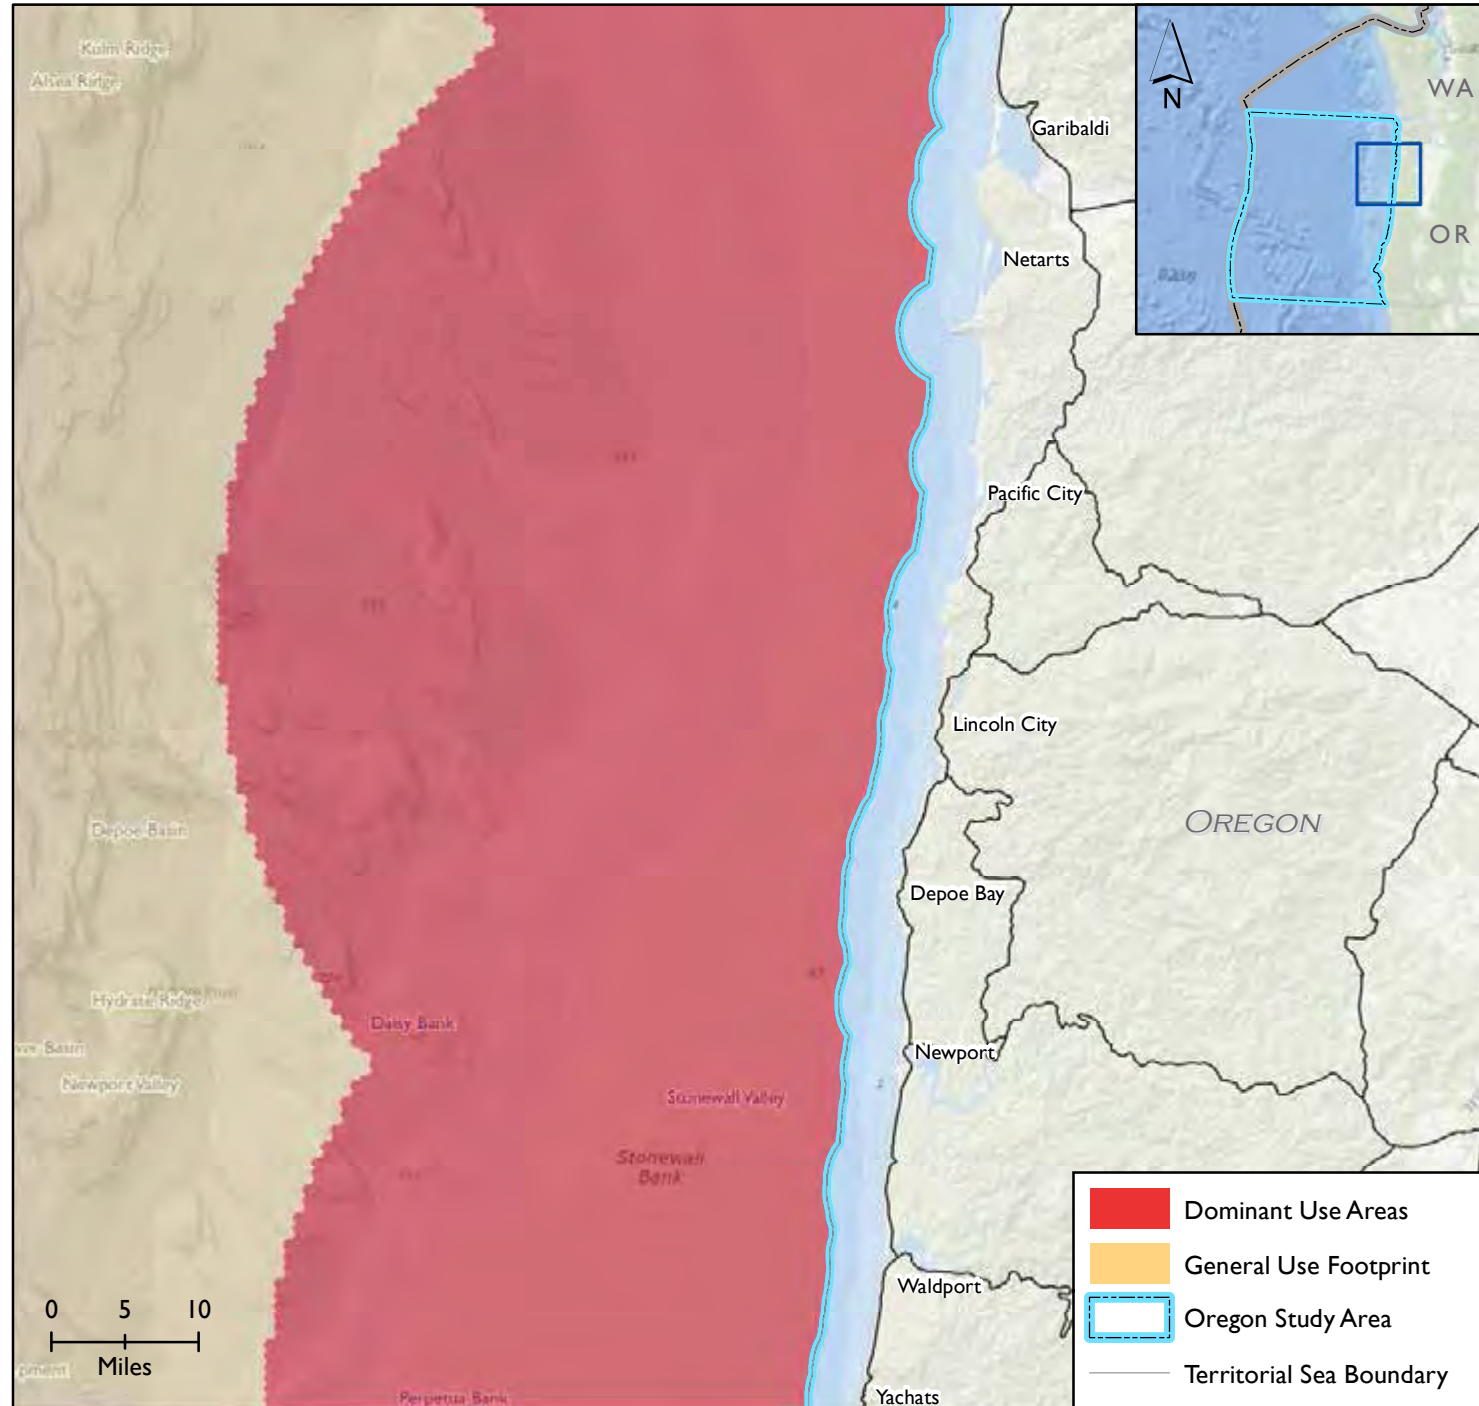 Kulm Ridge
Alsea Ridge
Garibaldi
Netarts
Pacific City
Lincoln City
OREGON
Depoe Basin
Depoe Bay
Hydrate Ridge
Daisy Bank
Basin
Newport
Newport Valley
Stonewall Valley
Stonewall
Bank
Waldport
Perpetua Bank
Yachats
N
WA
OR
0 5 10
Miles
Dominant Use Areas
General Use Footprint
Oregon Study Area
Territorial Sea Boundary